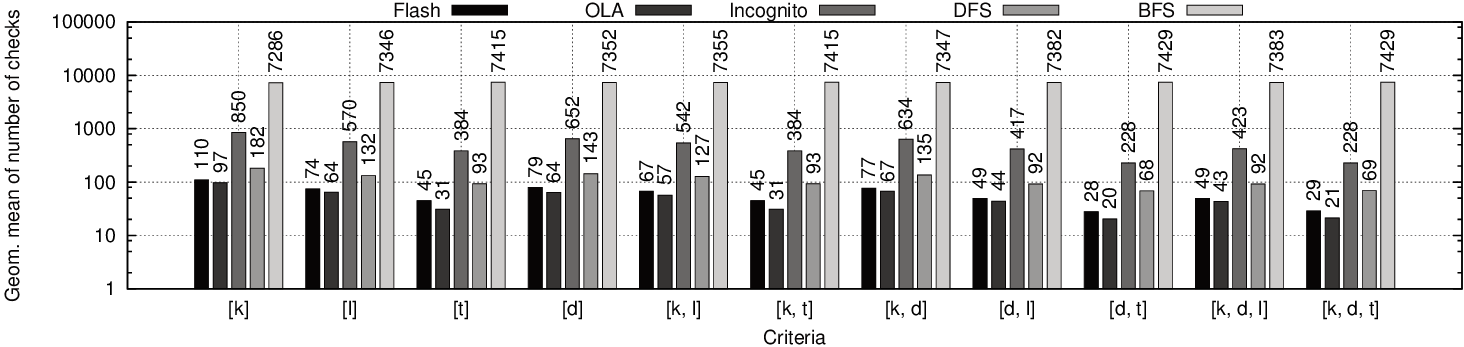 Flash OLA Incognito DFS BFS
Geom. mean of number of checks
100000
10000
1000
100
10
1
110 97 850 182 7286
74 64 570 132 7346
45 31 384 93 7415
79 64 652 143 7352
67 57 542 127 7355
45 31 384 93 7415
77 67 634 135 7347
49 44 417 92 7382
28 20 228 68 7429
49 43 423 92 7383
29 21 228 69 7429
[k] [l] [t] [d] [k, l] [k, t] [k, d] [d, l] [d, t] [k, d, l] [k, d, t]
Criteria